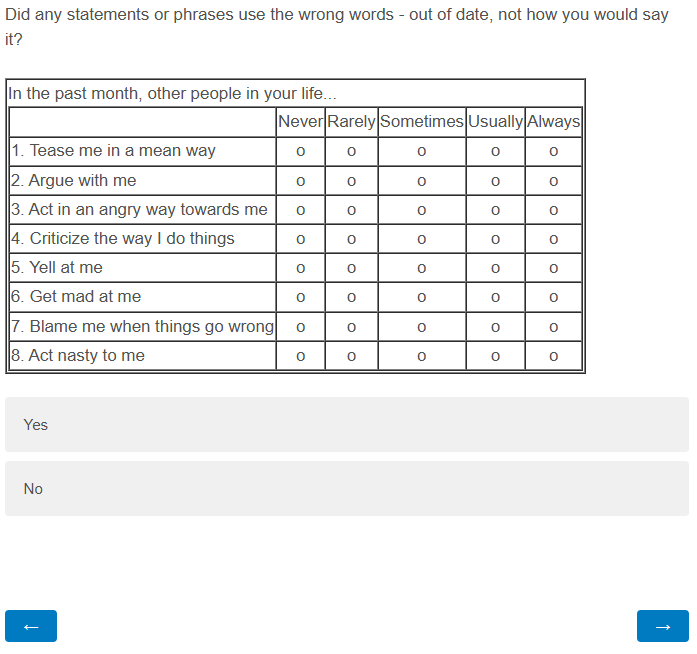 Did any statements or phrases use the wrong words - out of date, not how you would say
it?
In the past month, other people in your life...
Never Rarely Sometimes Usually Always
1. Tease me in a mean way o o o o o
2. Argue with me o o o o o
3. Act in an angry way towards me o o o o o
4. Criticize the way I do things o o o o o
5. Yell at me o o o o o
6. Get mad at me o o o o o
7. Blame me when things go wrong o o o o o
8. Act nasty to me o o o o o
Yes
No
← →